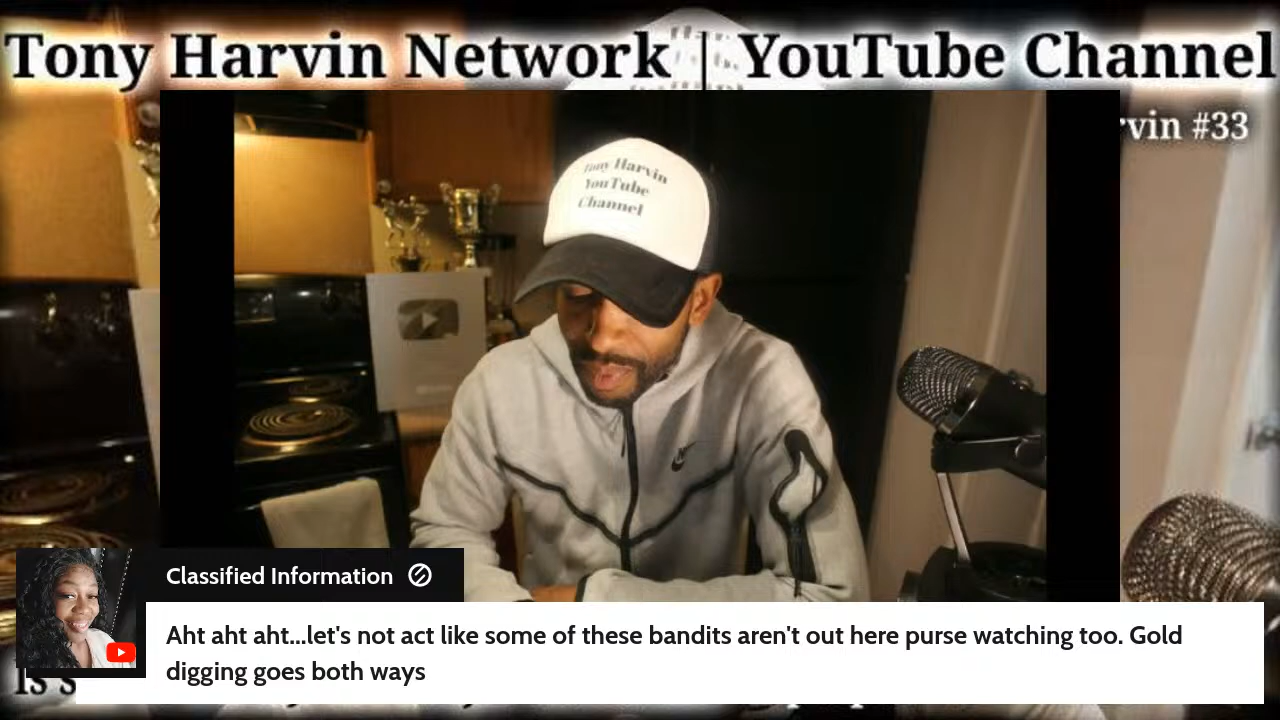 Tony Harvin Network | YouTube Channel
rvin #33
Tony Harvin
YouTube
Channel
Classified Information
Aht aht aht...let's not act like some of these bandits aren't out here purse watching too. Gold
digging goes both ways
Is s